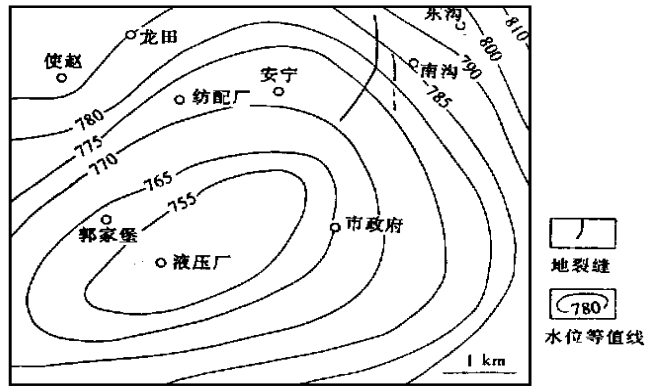 东沟
810
800
龙田
790
使赵
南沟
安宁
785
纺配厂
780
775
770
765
755
市政府
郭家堡
液压厂
地裂缝
780
水位等值线
1 km